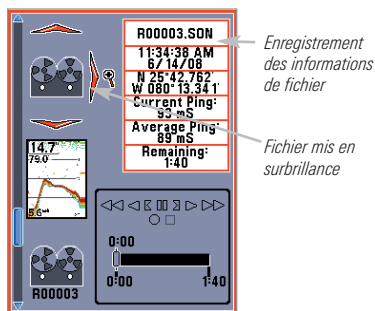 R00003.SON
11:34:38 AM
6/14/08
N 25°42.762'
W 080°13.341'
Current Ping:
93 mS
Average Ping:
89 mS
Remaining:
1:40
Enregistrement
des informations
de fichier
Fichier mis en
surbrillance
14.7
79.0
5.6
0:00
0:00
1:40
R00003